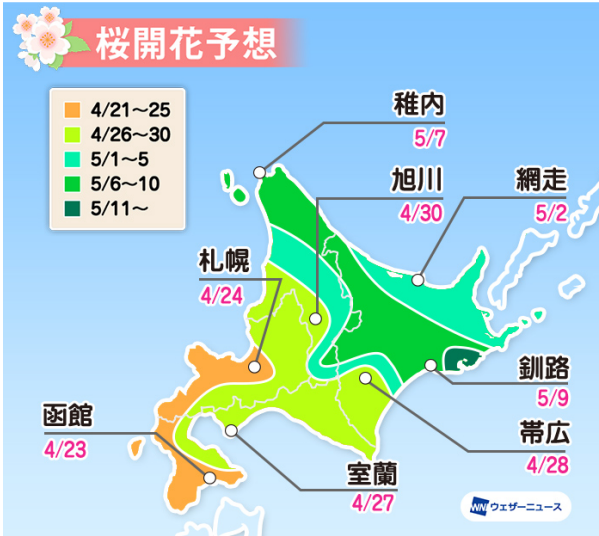 桜開花予想
4/21〜25
4/26〜30
5/1〜5
5/6〜10
5/11〜
稚内
5/7
旭川
4/30
網走
5/2
札幌
4/24
釧路
5/9
函館
4/23
帯広
4/28
室蘭
4/27
WNI ウェザーニュース